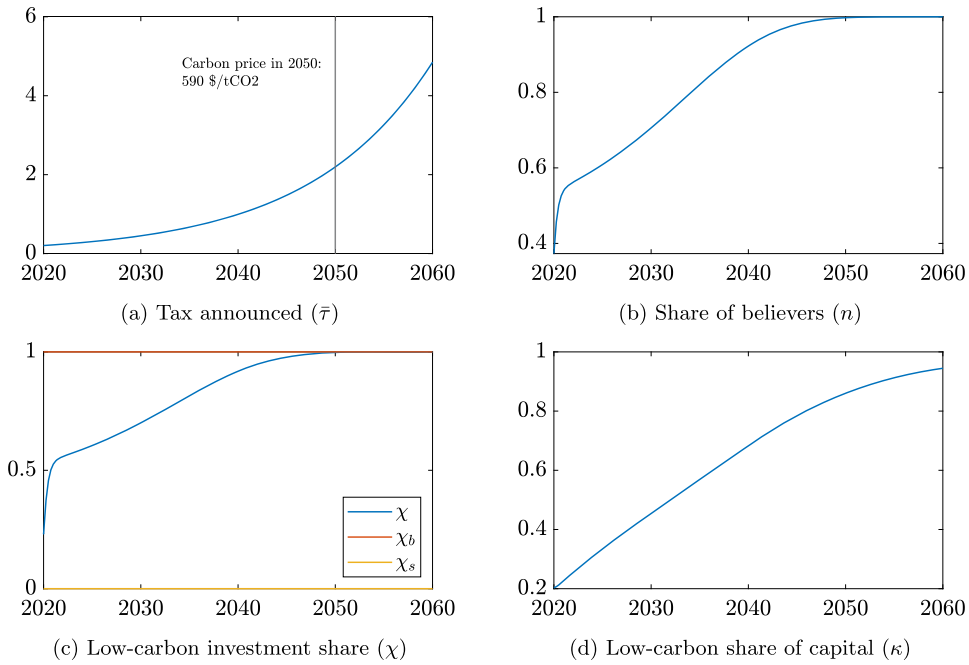 6
4
2
0
2020 2030 2040 2050 2060
Carbon price in 2050:
590 $/tCO2
(a) Tax announced (τ̄)
1
0.8
0.6
0.4
2020 2030 2040 2050 2060
(b) Share of believers (n)
1
0.5
0
2020 2030 2040 2050 2060
χ
χ_b
χ_s
(c) Low-carbon investment share (χ)
1
0.8
0.6
0.4
0.2
2020 2030 2040 2050 2060
(d) Low-carbon share of capital (κ)